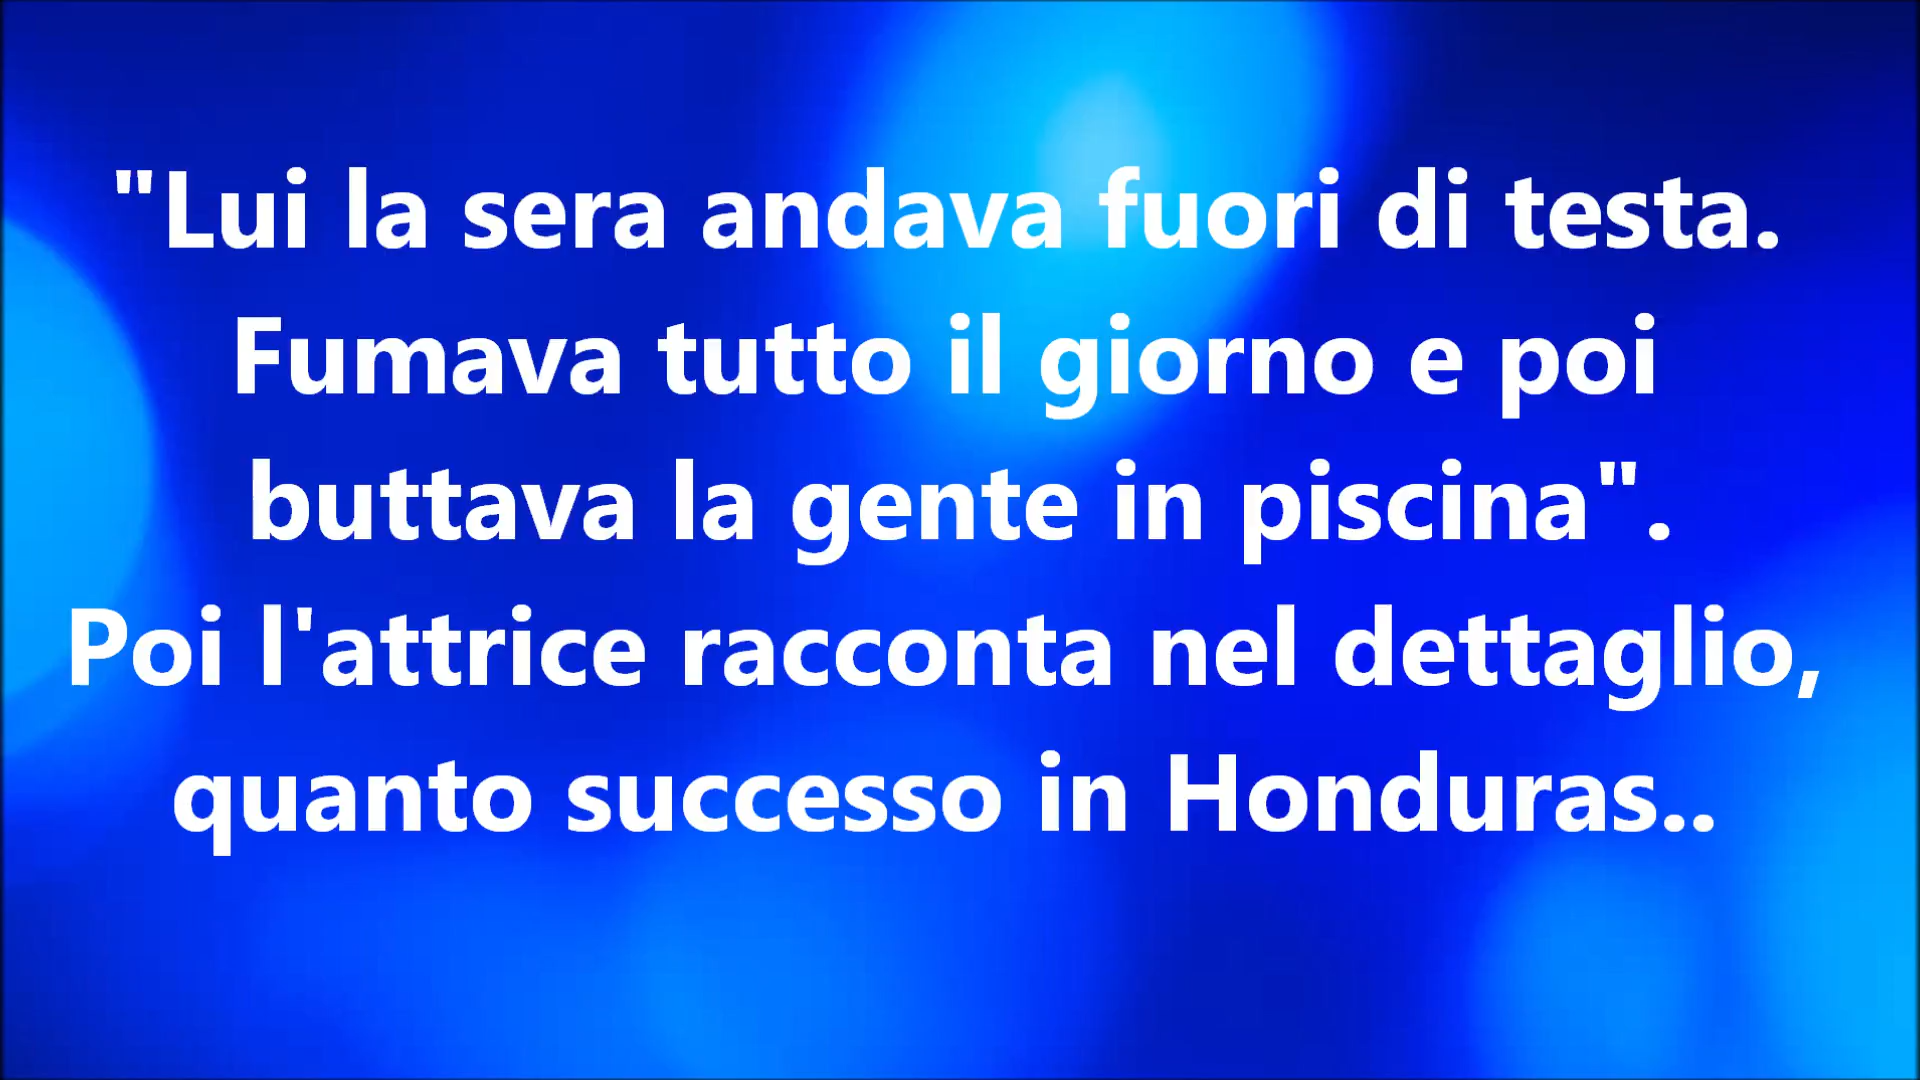 "Lui la sera andava fuori di testa.
Fumava tutto il giorno e poi
buttava la gente in piscina".
Poi l'attrice racconta nel dettaglio,
quanto successo in Honduras..